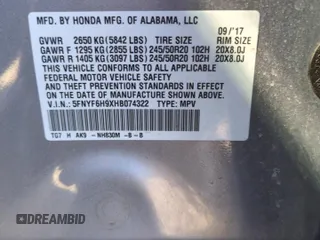 MFD. BY HONDA MFG. OF ALABAMA, LLC
09/'17
GVWR 2650 KG(5842 LBS) TIRE SIZE RIM SIZE
GAWR F 1295 KG(2855 LBS)245/50R20 102H 20X8.0J
GAWR R 1405 KG(3097 LBS)245/50R20 102H 20X8.0J
THIS VEHICLE CONFORMS TO ALL APPLICABLE
FEDERAL MOTOR VEHICLE SAFETY
AND THEFT PREVENTION STANDARDS IN EFFECT
ON THE DATE OF MANUFACTURE SHOWN ABOVE.
V.I.N.: 5FNYF6H9XHB074322 TYPE: MPV
TG7 H AK9 -NH830M -B - B
DREAMBID